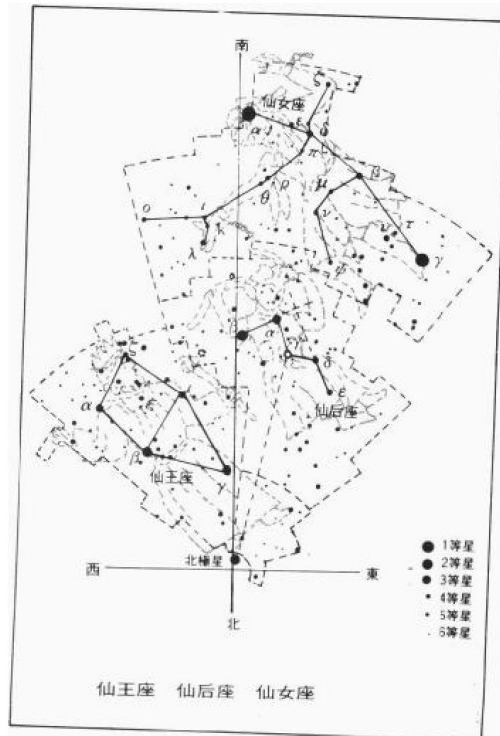 南
仙女座
ζ
α
ε
δ
π
β
μ
ρ
θ
ν
ο
ι
λ
τ
γ
φ
β
α
δ
ε
仙后座
ζ
α
ξ
β
仙王座
γ
北極星
西
東
北
1等星
2等星
3等星
4等星
5等星
6等星
仙王座 仙后座 仙女座